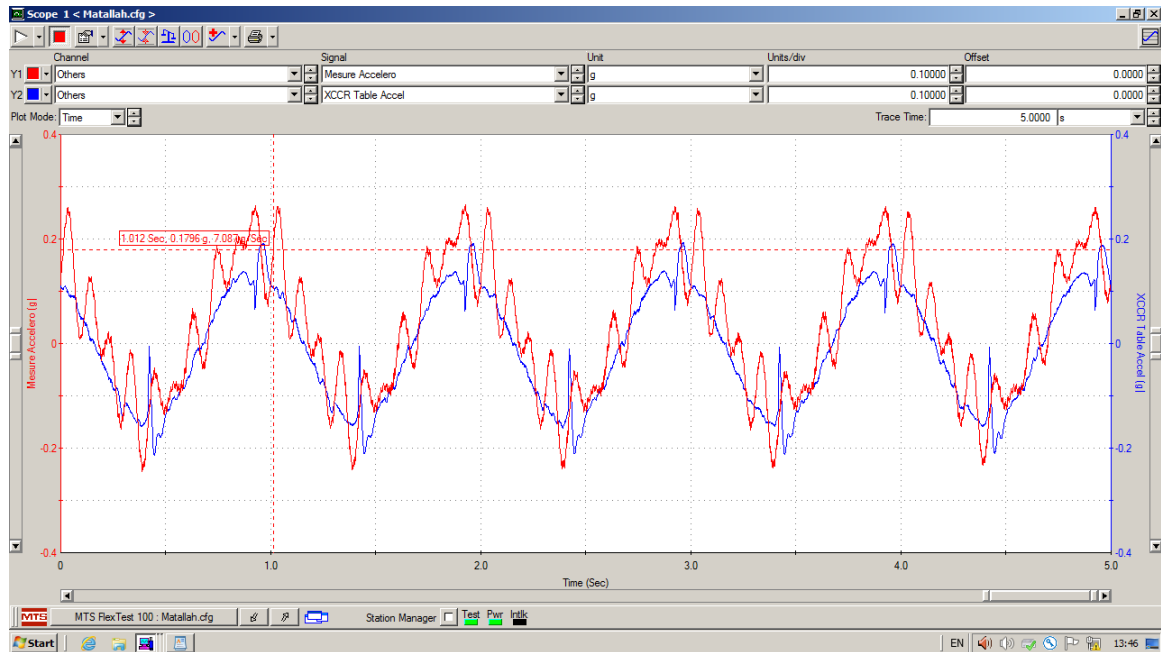 Scope 1 < Matallah.cfg >
Channel Signal Unit Units/div Offset
Y1 Others Mesure Accelero g 0.10000 0.0000
Y2 Others XCCR Table Accel g 0.10000 0.0000
Plot Mode: Time Trace Time: 5.0000 s
0.4 0.4
0.2 0.2
1.012 Sec, 0.1796 g, 7.087 g/Sec
0 0
-0.2 -0.2
-0.4 -0.4
Mesure Accelero [g]
XCCR Table Accel [g]
0 1.0 2.0 3.0 4.0 5.0
Time (Sec)
MTS MTS FlexTest 100 : Matallah.cfg Station Manager Test Pwr Intlk
Start EN 13:46